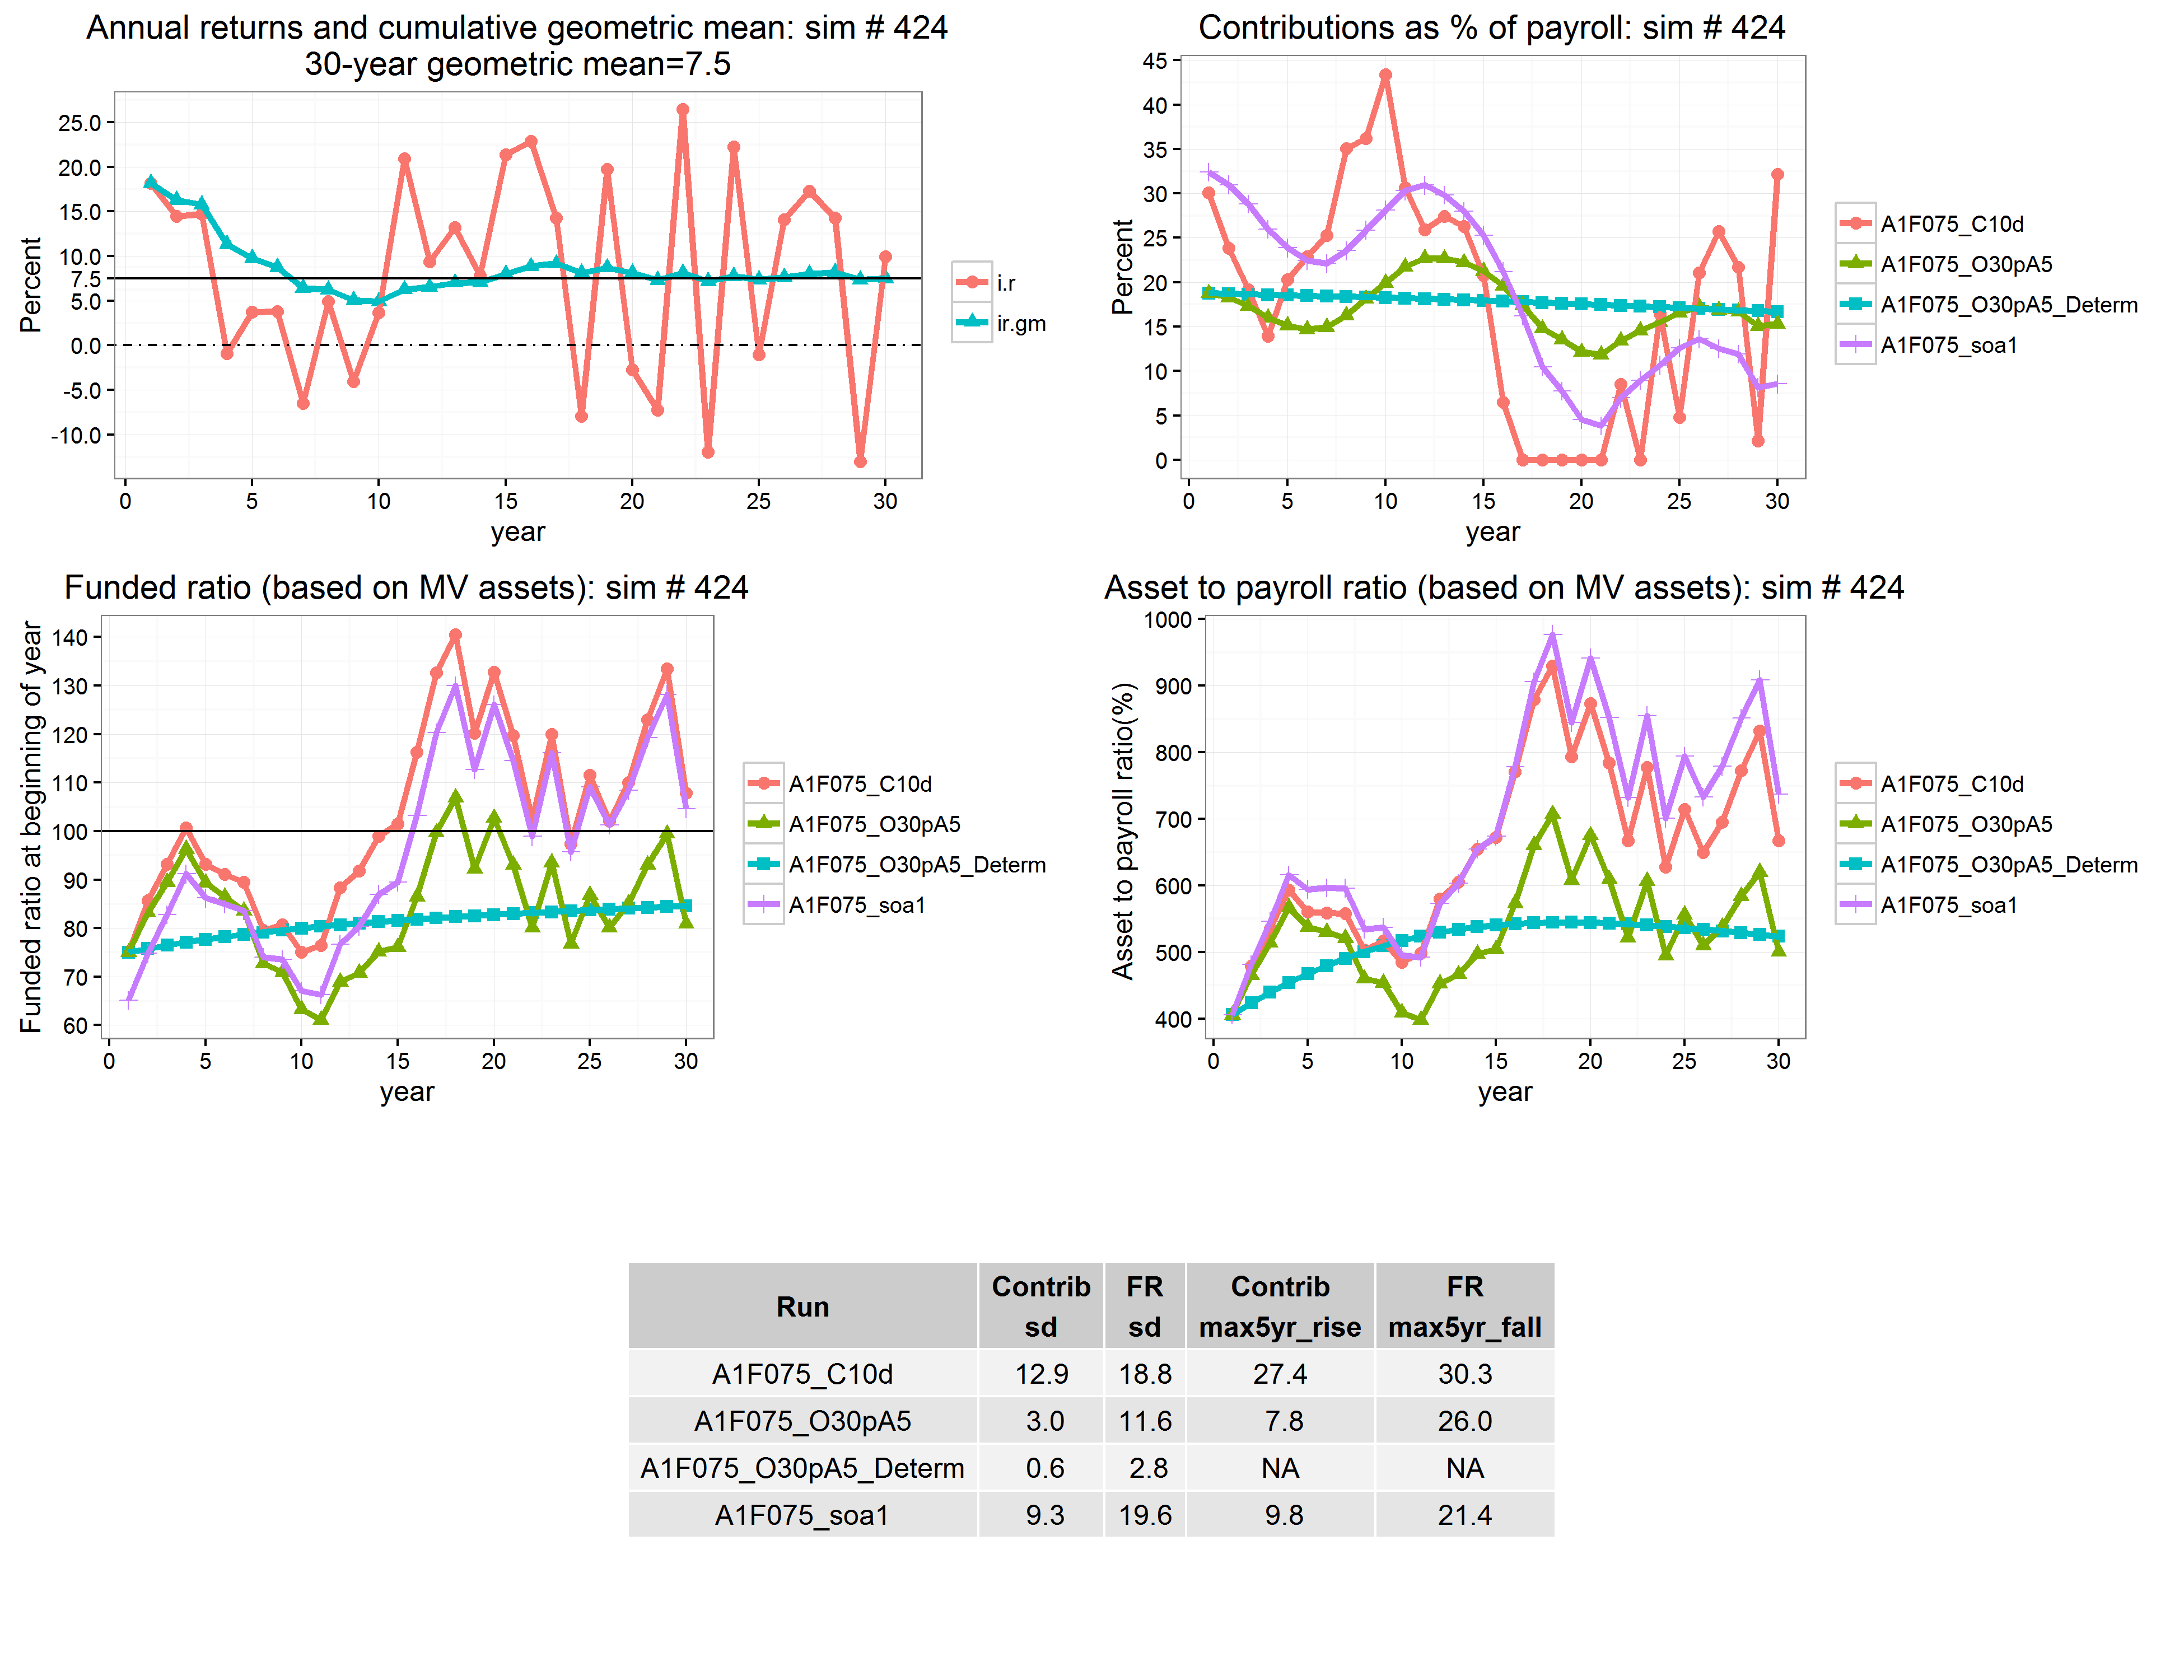 Annual returns and cumulative geometric mean: sim # 424
30-year geometric mean=7.5
Percent
25.0
20.0
15.0
10.0
7.5
5.0
0.0
-5.0
-10.0
0 5 10 15 20 25 30
year
i.r
ir.gm
Contributions as % of payroll: sim # 424
Percent
45
40
35
30
25
20
15
10
5
0
0 5 10 15 20 25 30
year
A1F075_C10d
A1F075_O30pA5
A1F075_O30pA5_Determ
A1F075_soa1
Funded ratio (based on MV assets): sim # 424
Funded ratio at beginning of year
140
130
120
110
100
90
80
70
60
0 5 10 15 20 25 30
year
A1F075_C10d
A1F075_O30pA5
A1F075_O30pA5_Determ
A1F075_soa1
Asset to payroll ratio (based on MV assets): sim # 424
Asset to payroll ratio(%)
1000
900
800
700
600
500
400
0 5 10 15 20 25 30
year
A1F075_C10d
A1F075_O30pA5
A1F075_O30pA5_Determ
A1F075_soa1
Run Contrib sd FR sd Contrib max5yr_rise FR max5yr_fall
A1F075_C10d 12.9 18.8 27.4 30.3
A1F075_O30pA5 3.0 11.6 7.8 26.0
A1F075_O30pA5_Determ 0.6 2.8 NA NA
A1F075_soa1 9.3 19.6 9.8 21.4